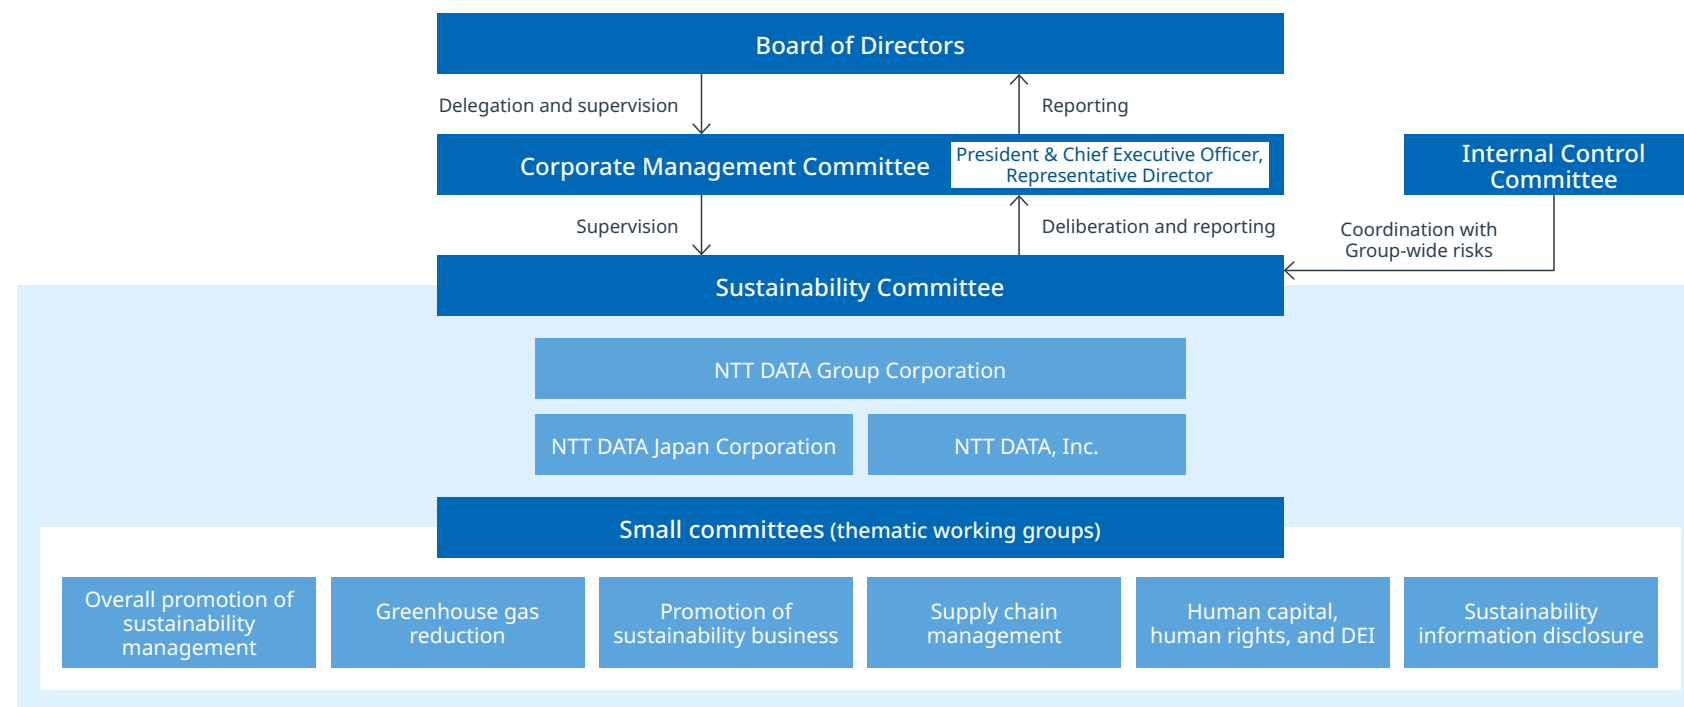 Board of Directors
Delegation and supervision
Reporting
Corporate Management Committee
President & Chief Executive Officer,
Representative Director
Internal Control
Committee
Supervision
Deliberation and reporting
Coordination with
Group-wide risks
Sustainability Committee
NTT DATA Group Corporation
NTT DATA Japan Corporation
NTT DATA, Inc.
Small committees (thematic working groups)
Overall promotion of
sustainability
management
Greenhouse gas
reduction
Promotion of
sustainability business
Supply chain
management
Human capital,
human rights, and DEI
Sustainability
information disclosure